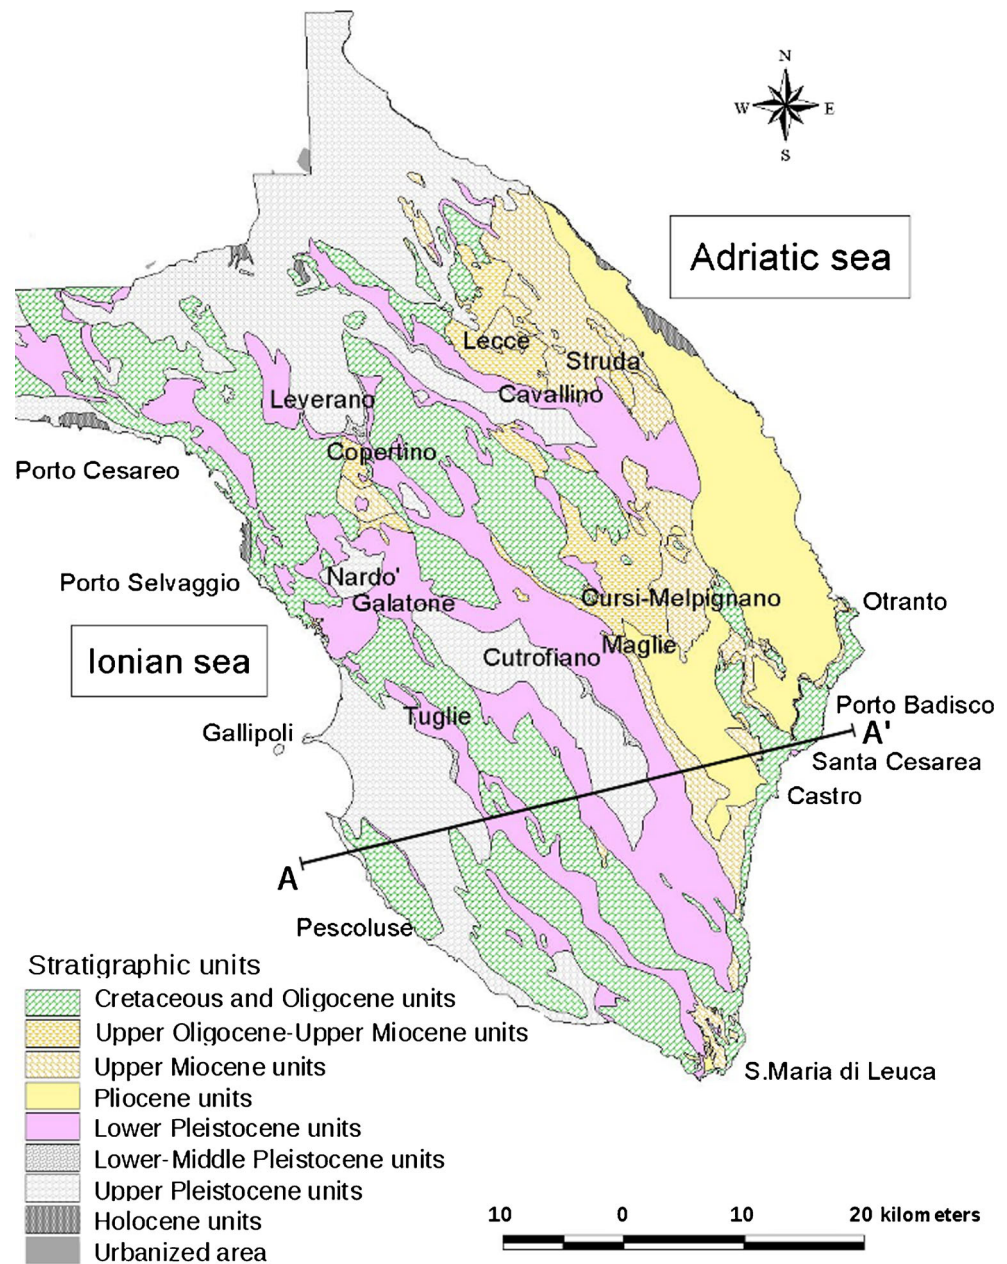 N
W E
S
Adriatic sea
Lecce
Struda'
Cavallino
Leverano
Copertino
Porto Cesareo
Porto Selvaggio
Nardo'
Galatone
Cursi-Melpignano
Otranto
Ionian sea
Cutrofiano
Maglie
Tuglie
Porto Badisco
Gallipoli
A'
Santa Cesarea
Castro
A
Pescoluse
Stratigraphic units
Cretaceous and Oligocene units
Upper Oligocene-Upper Miocene units
Upper Miocene units
S.Maria di Leuca
Pliocene units
Lower Pleistocene units
Lower-Middle Pleistocene units
Upper Pleistocene units
Holocene units
Urbanized area
10 0 10 20 kilometers